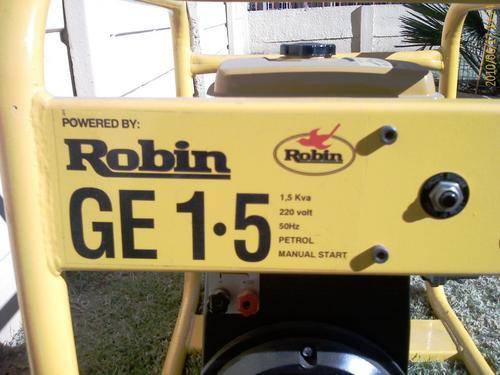 POWERED BY:
Robin
Robin
GE 1·5
1,5 Kva
220 volt
50Hz
PETROL
MANUAL START